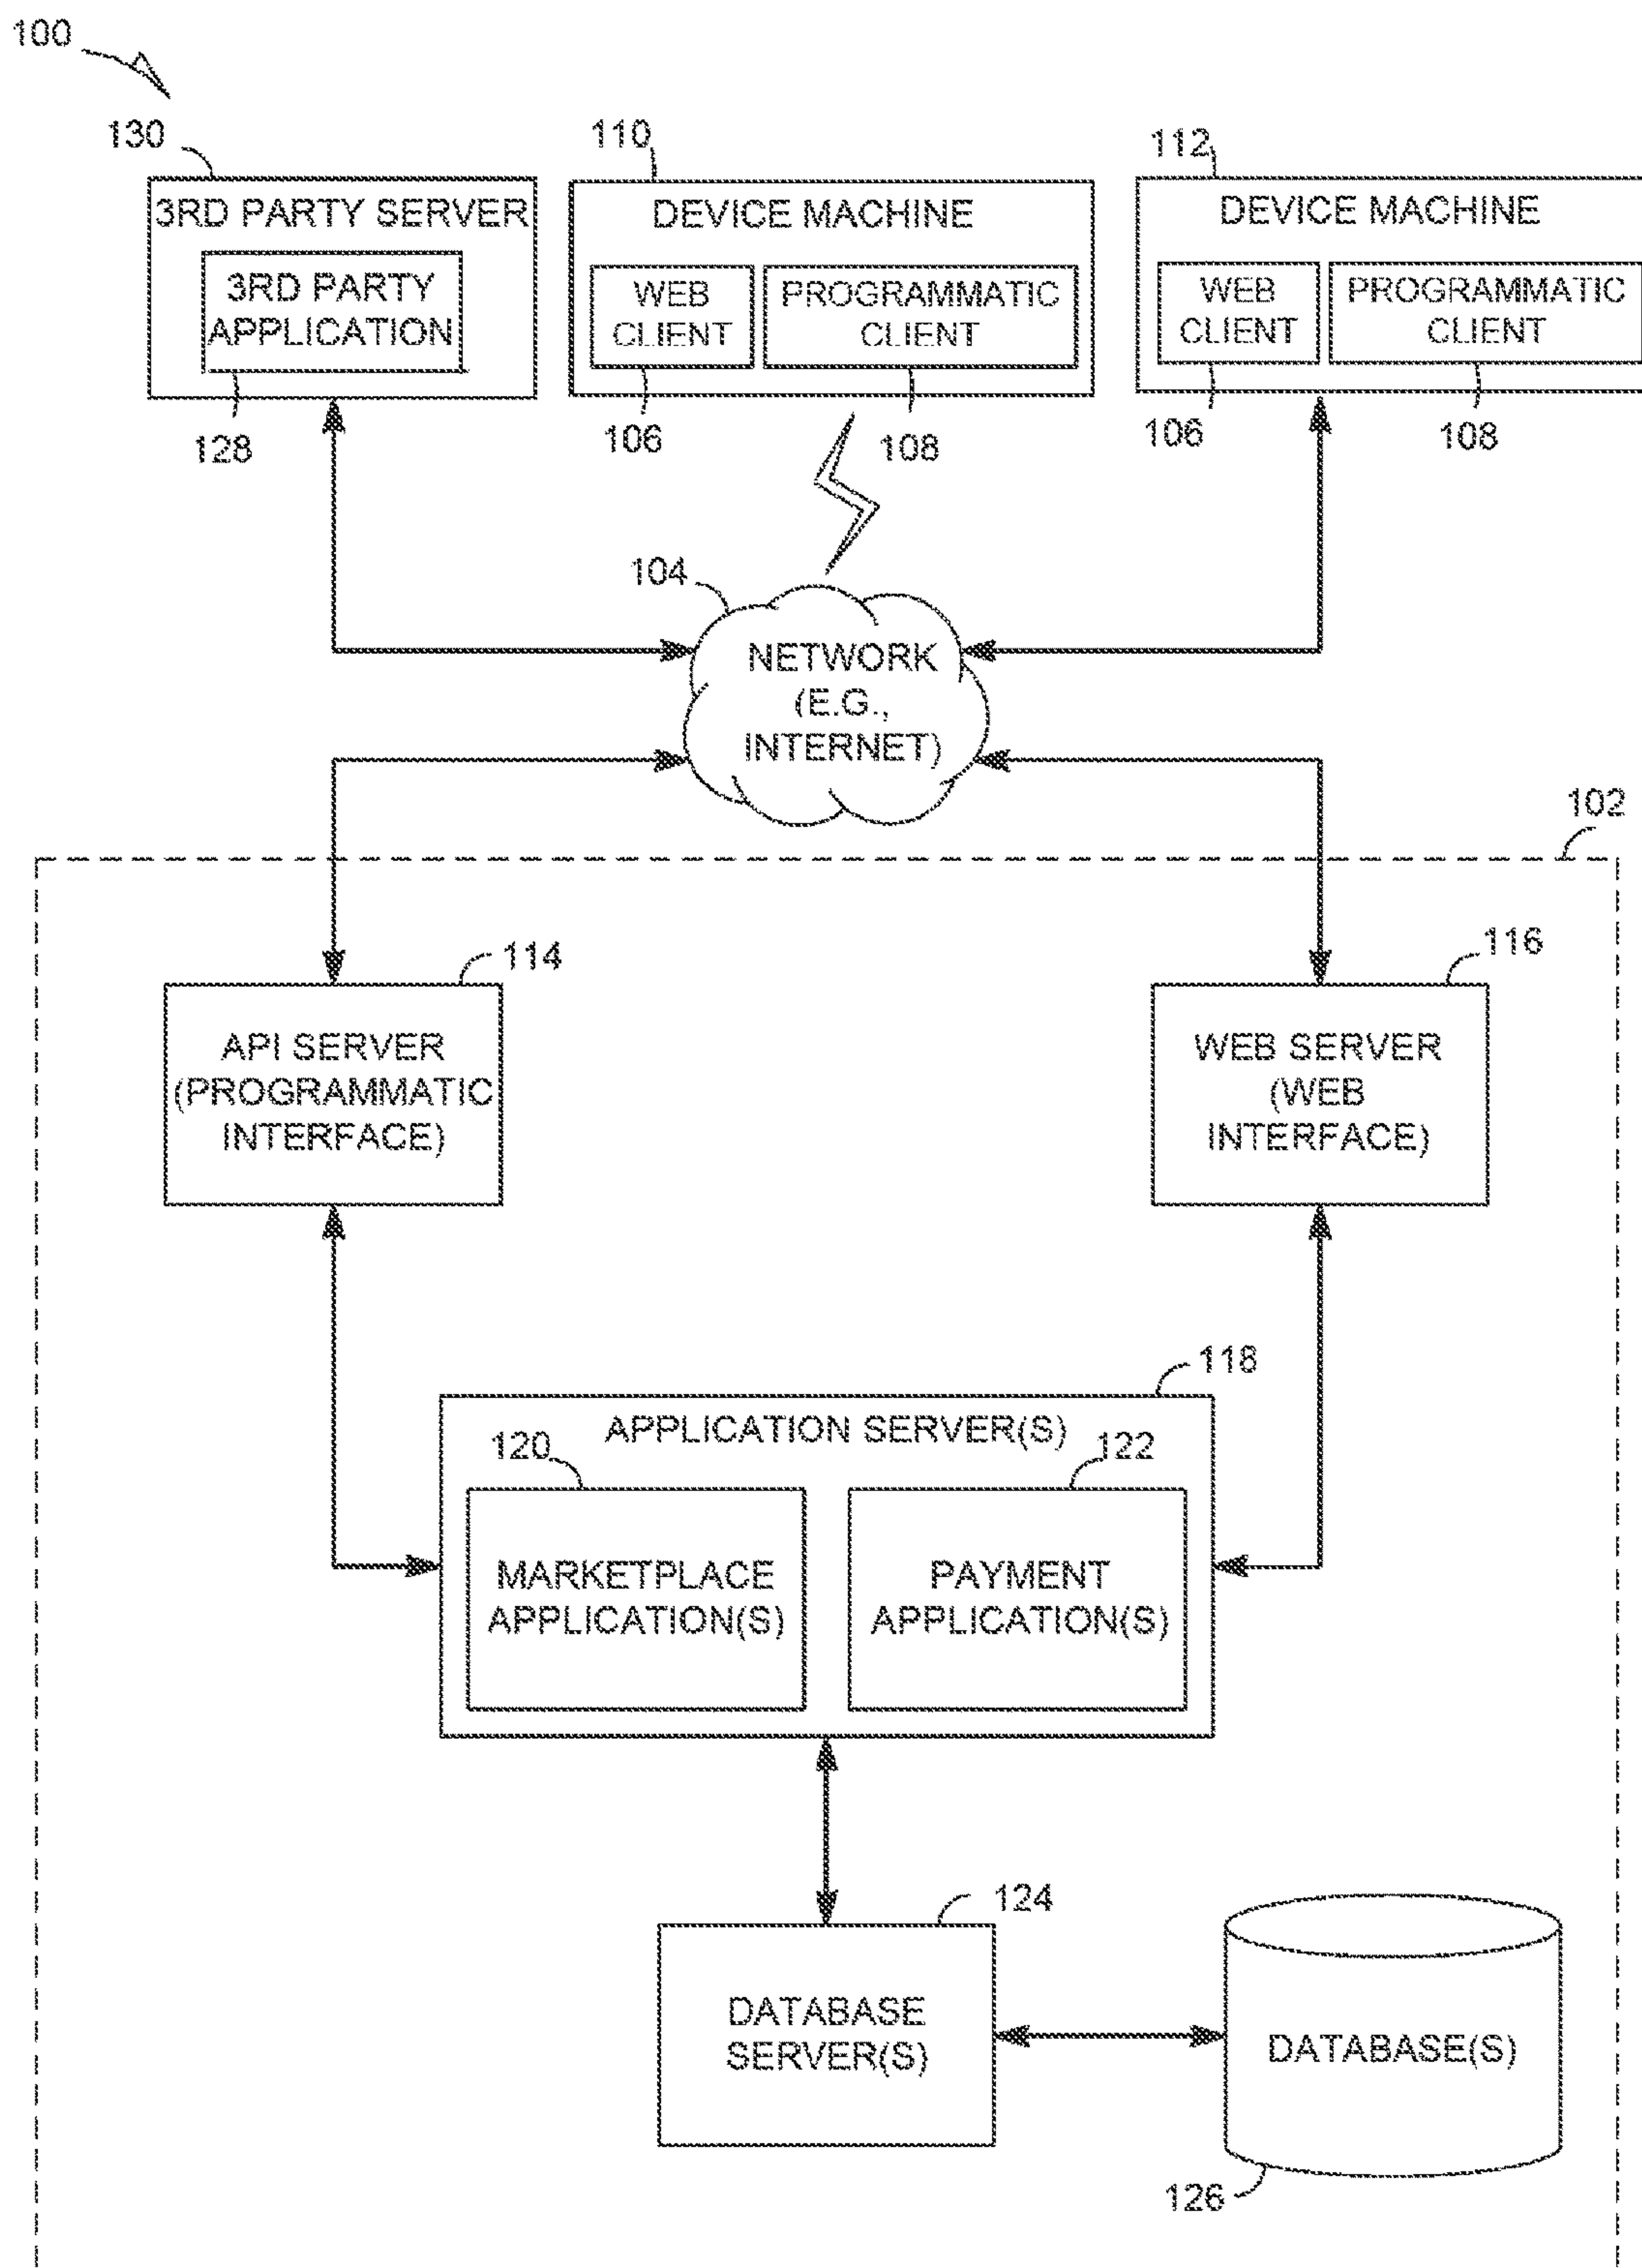 100
130
110
112
3RD PARTY SERVER
3RD PARTY
APPLICATION
128
DEVICE MACHINE
WEB
CLIENT
PROGRAMMATIC
CLIENT
106
108
DEVICE MACHINE
WEB
CLIENT
PROGRAMMATIC
CLIENT
106
108
104
NETWORK
(E.G.,
INTERNET)
102
114
API SERVER
(PROGRAMMATIC
INTERFACE)
116
WEB SERVER
(WEB
INTERFACE)
118
APPLICATION SERVER(S)
120
122
MARKETPLACE
APPLICATION(S)
PAYMENT
APPLICATION(S)
124
DATABASE
SERVER(S)
DATABASE(S)
126